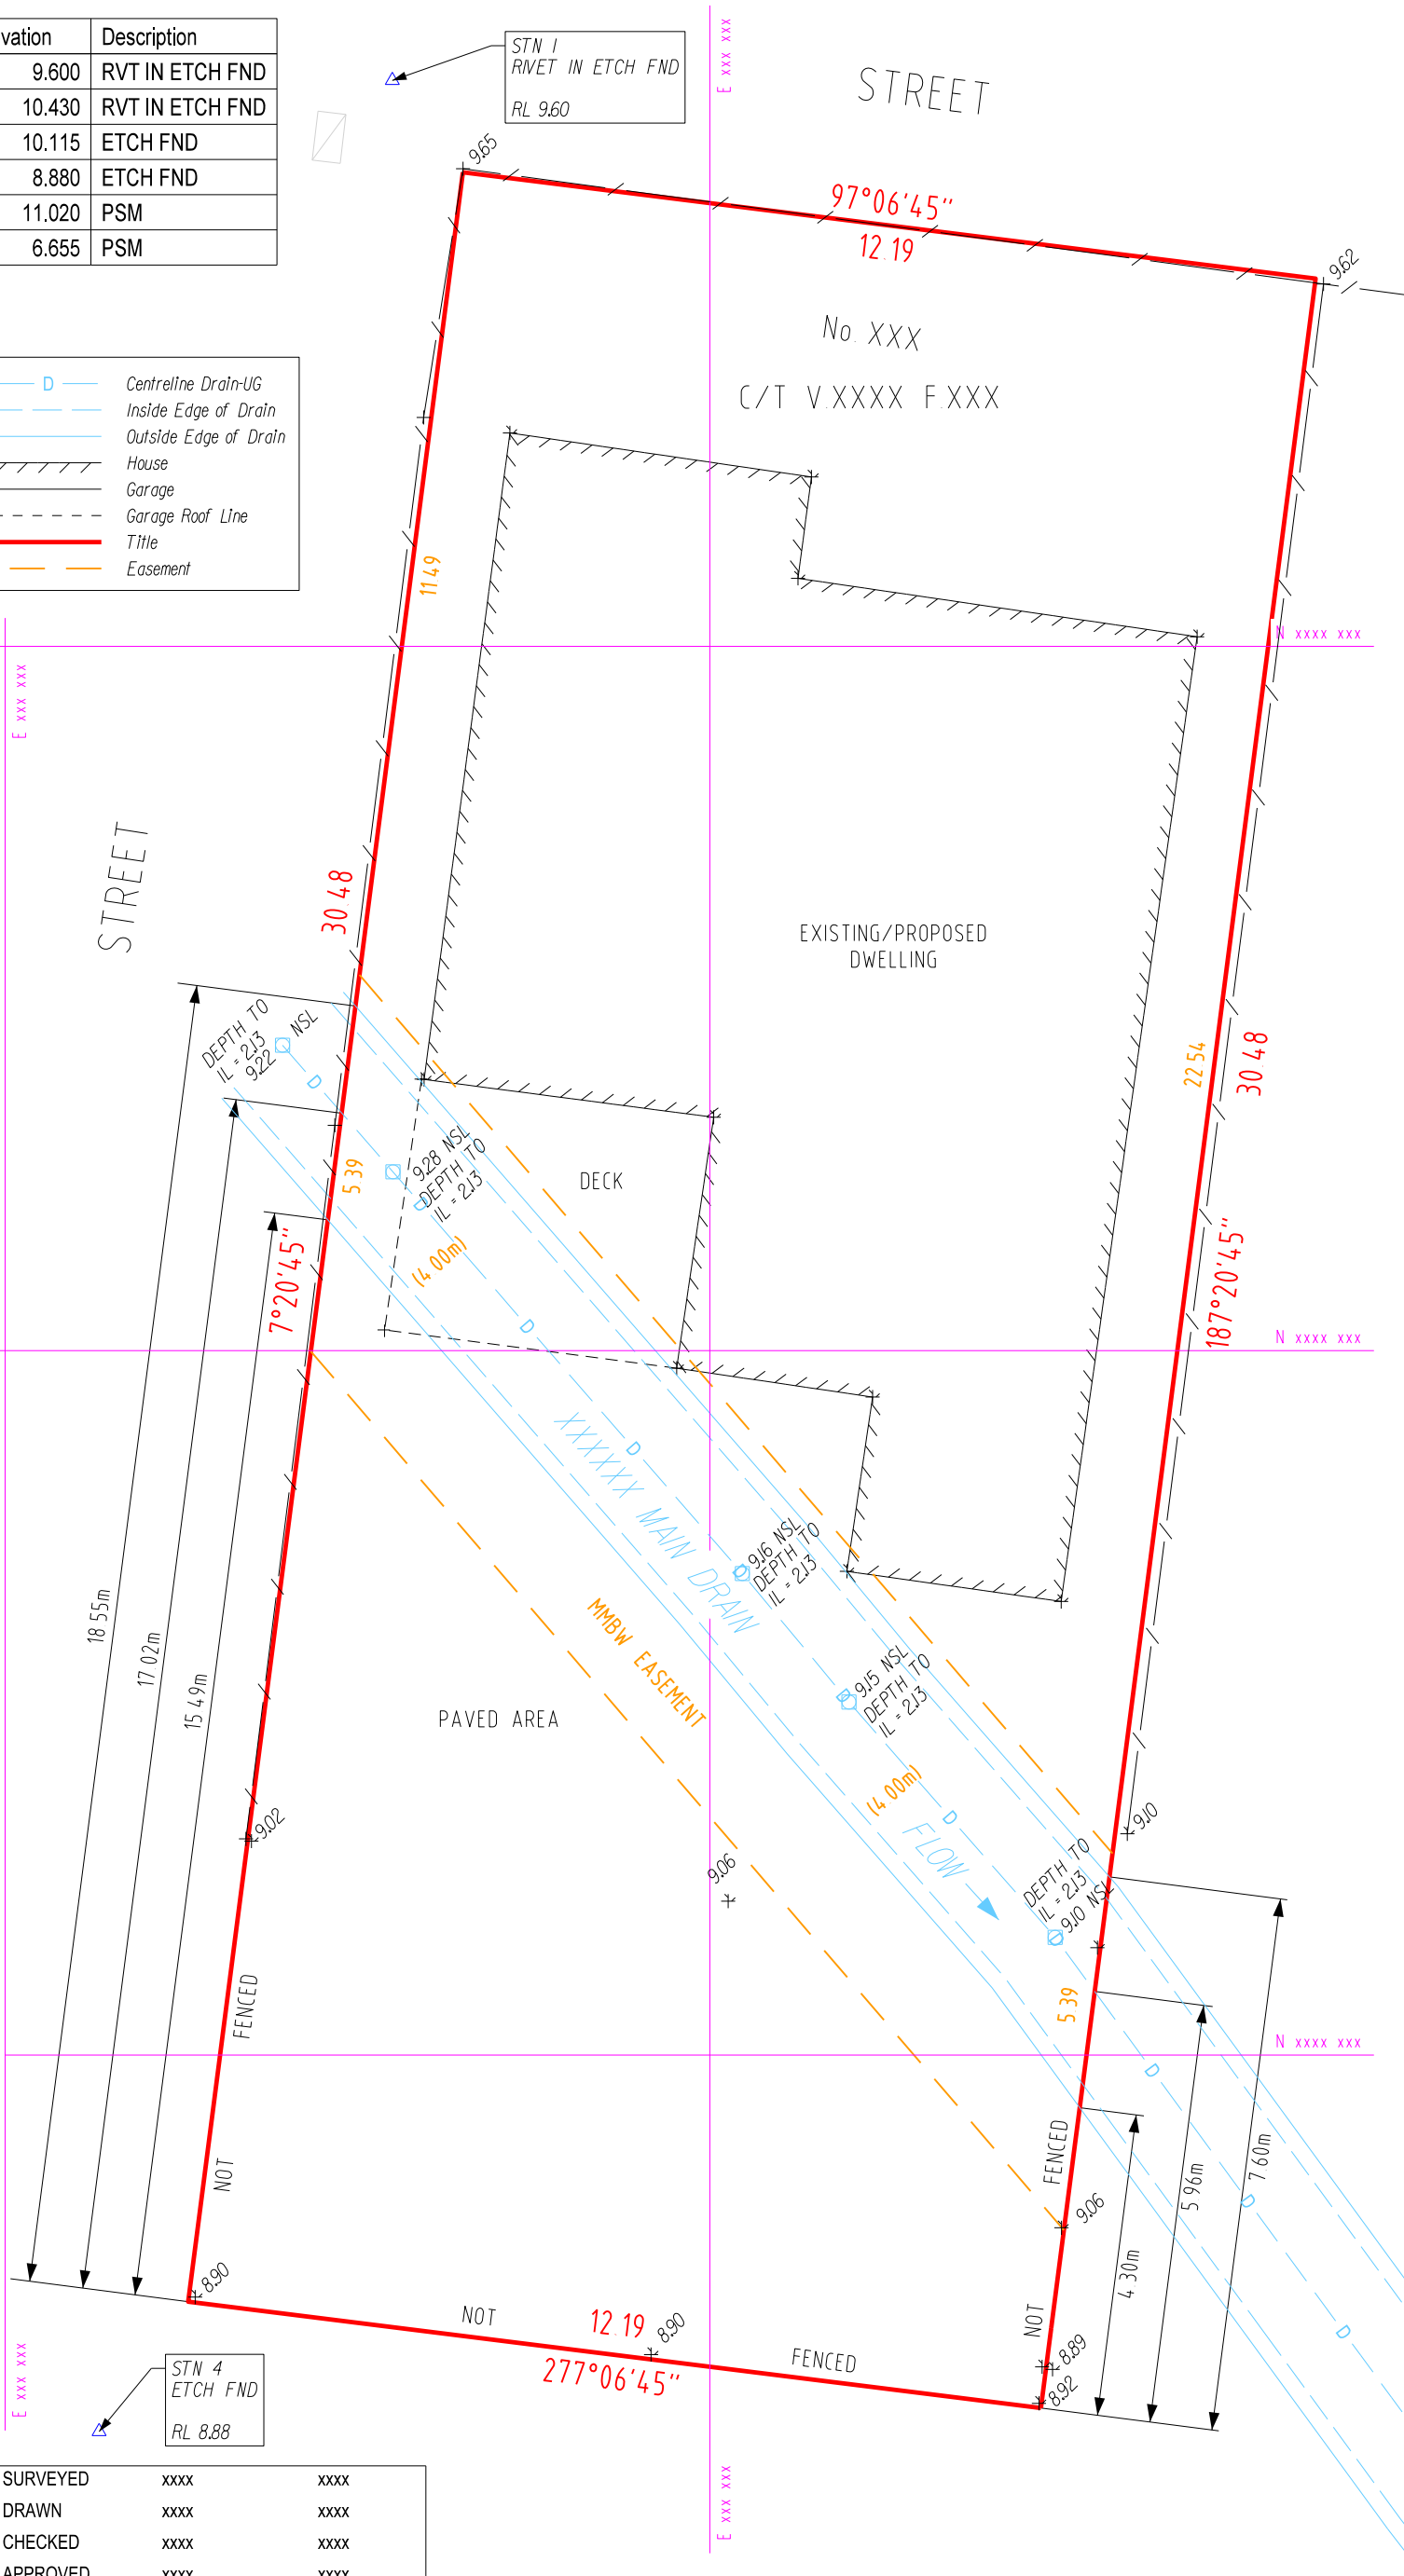 vation Description
9.600 RVT IN ETCH FND
10.430 RVT IN ETCH FND
10.115 ETCH FND
8.880 ETCH FND
11.020 PSM
6.655 PSM
STN 1
RIVET IN ETCH FND
RL 9.60
E xxx xxx
STREET
9.65
97°06'45"
12.19
9.62
No. XXX
C/T V.XXXX F.XXX
D Centreline Drain-UG
Inside Edge of Drain
Outside Edge of Drain
House
Garage
Garage Roof Line
Title
Easement
11.49
N xxxx xxx
E xxx xxx
STREET
30.48
EXISTING/PROPOSED
DWELLING
DEPTH TO
IL = 2.13
9.22 NSL
D
22.54
30.48
9.28 NSL
DEPTH TO
IL = 2.13
D
DECK
5.39
(4.00m)
7°20'45"
187°20'45"
D
N xxxx xxx
D
XXXXXX MAIN DRAIN
D
9.16 NSL
DEPTH TO
IL = 2.13
18.55m
17.02m
15.49m
MMBW EASEMENT
D
9.15 NSL
DEPTH TO
IL = 2.13
PAVED AREA
(4.00m)
D
FLOW
9.02
9.10
9.06
DEPTH TO
IL = 2.13
9.10 NSL
D
FENCED
5.39
N xxxx xxx
D
FENCED
NOT
7.60m
5.96m
D
9.06
4.30m
8.90
NOT
12.19
8.90
NOT
D
277°06'45"
FENCED
8.89
8.92
E xxx xxx
STN 4
ETCH FND
RL 8.88
E xxx xxx
SURVEYED xxxx xxxx
DRAWN xxxx xxxx
CHECKED xxxx xxxx
APPROVED xxxx xxxx